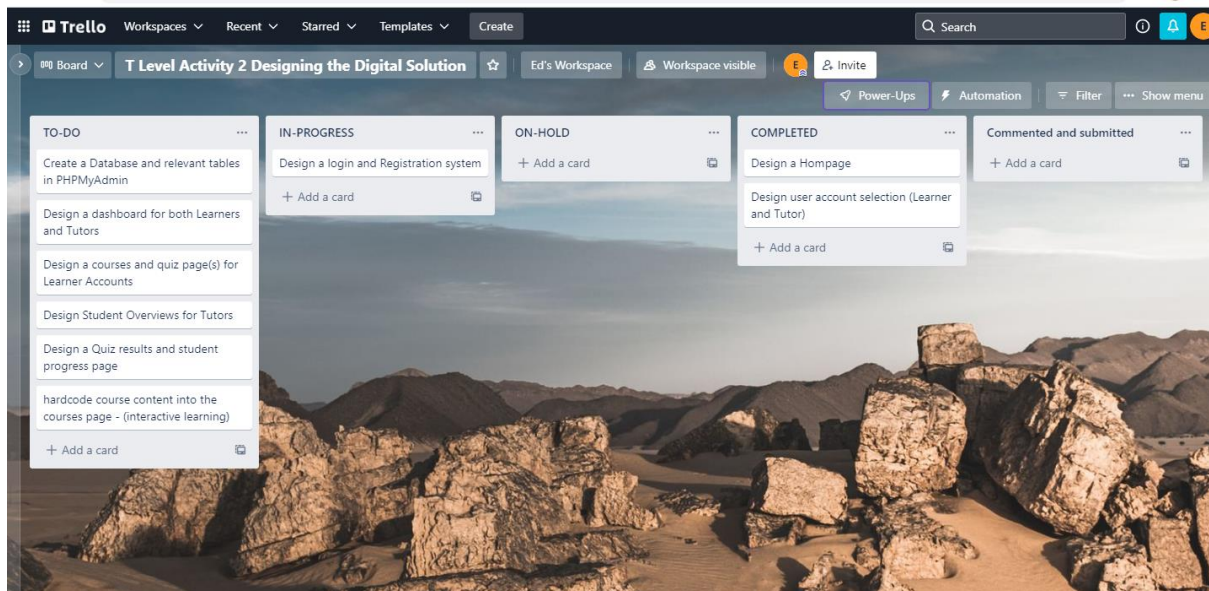 Trello Workspaces Recent Starred Templates Create Search
E
Board T Level Activity 2 Designing the Digital Solution Ed's Workspace Workspace visible E Invite
Power-Ups Automation Filter ... Show menu
TO-DO ...
Create a Database and relevant tables
in PHPMyAdmin
Design a dashboard for both Learners
and Tutors
Design a courses and quiz page(s) for
Learner Accounts
Design Student Overviews for Tutors
Design a Quiz results and student
progress page
hardcode course content into the
courses page - (interactive learning)
+ Add a card
IN-PROGRESS ...
Design a login and Registration system
+ Add a card
ON-HOLD ...
+ Add a card
COMPLETED ...
Design a Hompage
Design user account selection (Learner
and Tutor)
+ Add a card
Commented and submitted ...
+ Add a card